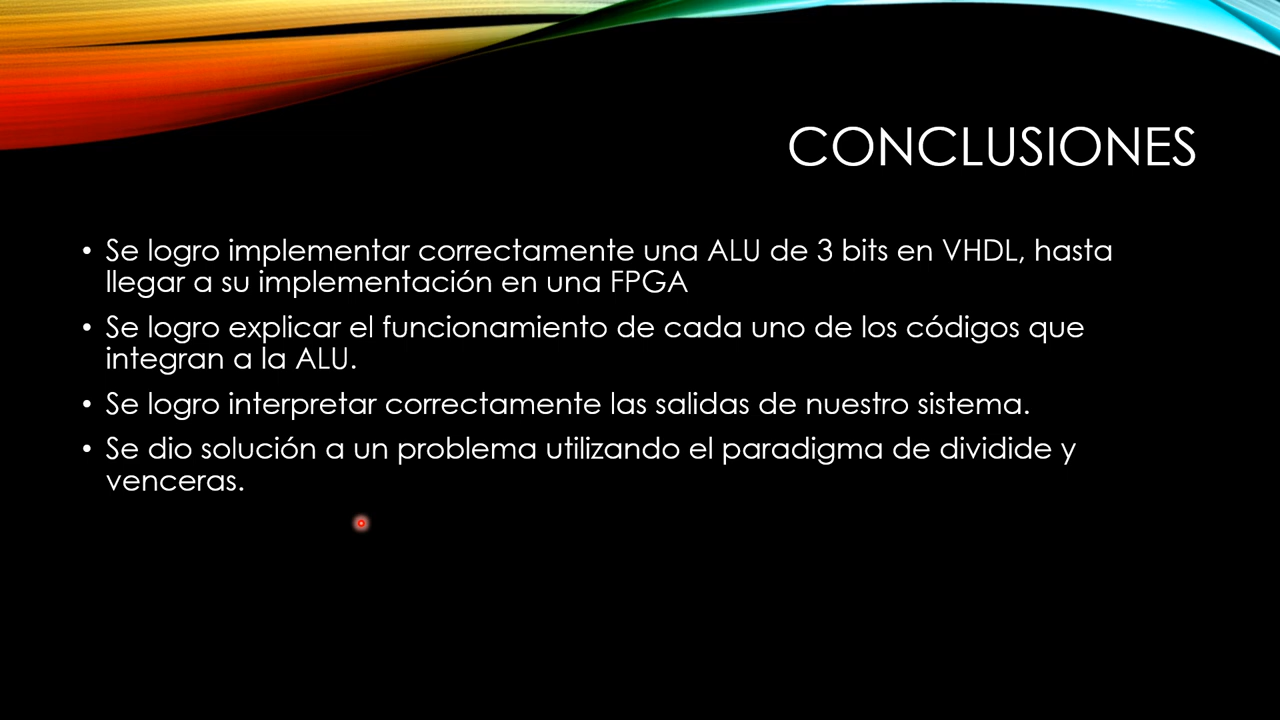 CONCLUSIONES
• Se logro implementar correctamente una ALU de 3 bits en VHDL, hasta
llegar a su implementación en una FPGA
• Se logro explicar el funcionamiento de cada uno de los códigos que
integran a la ALU.
• Se logro interpretar correctamente las salidas de nuestro sistema.
• Se dio solución a un problema utilizando el paradigma de dividide y
venceras.